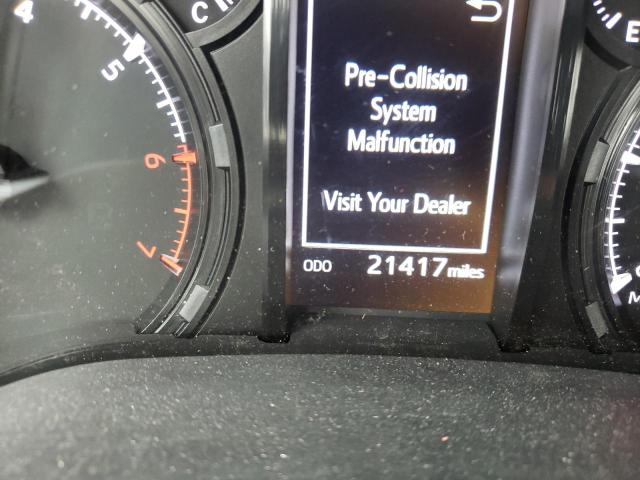 4
5
6
7
C
Pre-Collision
System
Malfunction
Visit Your Dealer
ODO 21417 miles
E
M